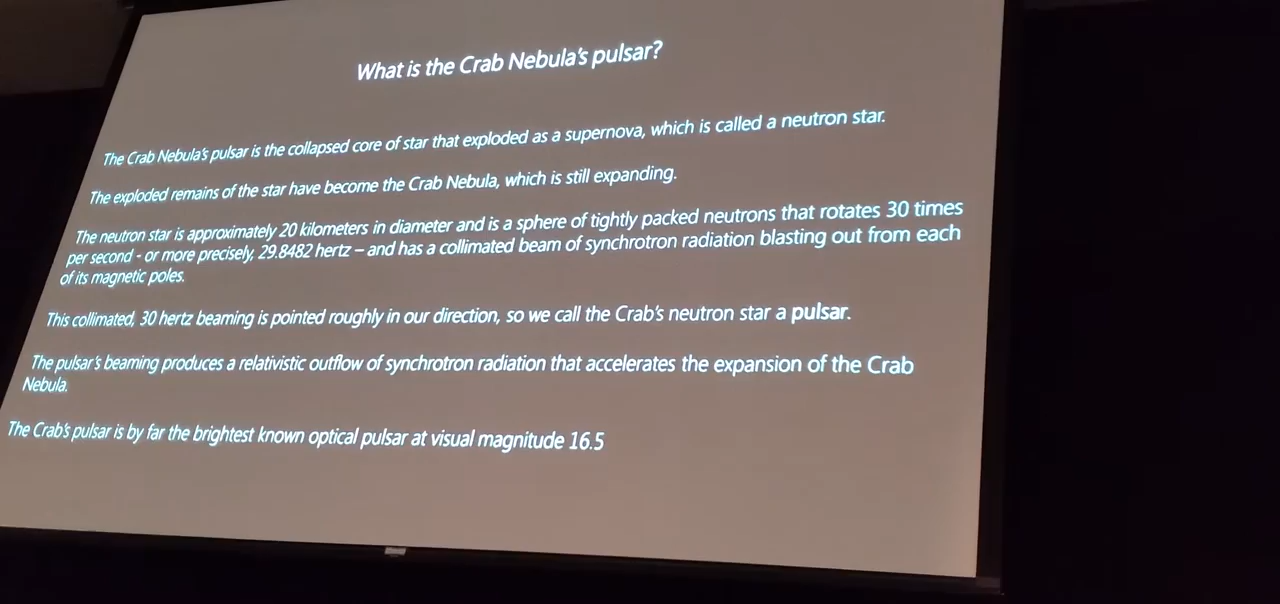 What is the Crab Nebula's pulsar?
The Crab Nebula's pulsar is the collapsed core of star that exploded as a supernova, which is called a neutron star.
The exploded remains of the star have become the Crab Nebula, which is still expanding.
The neutron star is approximately 20 kilometers in diameter and is a sphere of tightly packed neutrons that rotates 30 times
per second - or more precisely, 29.8482 hertz – and has a collimated beam of synchrotron radiation blasting out from each
of its magnetic poles.
This collimated, 30 hertz beaming is pointed roughly in our direction, so we call the Crab's neutron star a pulsar.
The pulsar's beaming produces a relativistic outflow of synchrotron radiation that accelerates the expansion of the Crab
Nebula.
The Crab's pulsar is by far the brightest known optical pulsar at visual magnitude 16.5